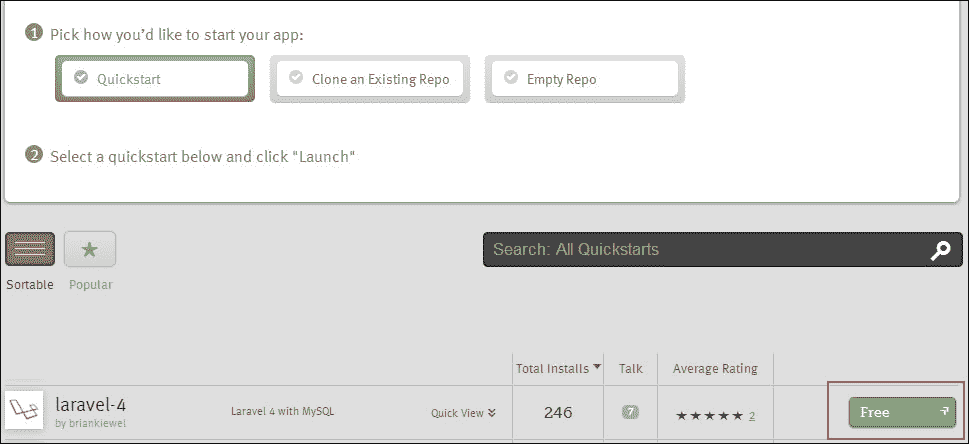 1 Pick how you'd like to start your app:
Quickstart Clone an Existing Repo Empty Repo
2 Select a quickstart below and click "Launch"
Search: All Quickstarts
Sortable Popular
Total Installs Talk Average Rating
laravel-4 Laravel 4 with MySQL Quick View 246 7 ★★★★★ 2 Free
by briankiewel